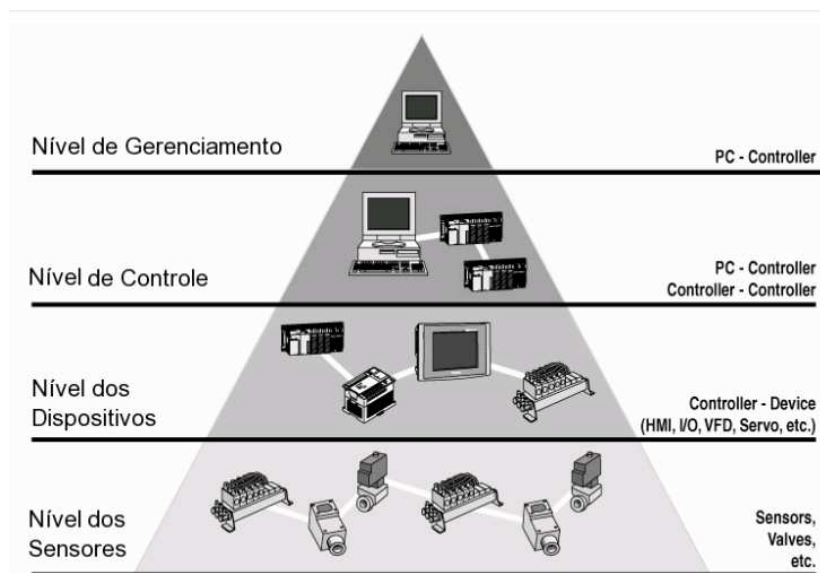 Nível de Gerenciamento
PC - Controller
Nível de Controle
PC - Controller
Controller - Controller
Nível dos
Dispositivos
Controller - Device
(HMI, I/O, VFD, Servo, etc.)
Nível dos
Sensores
Sensors,
Valves,
etc.